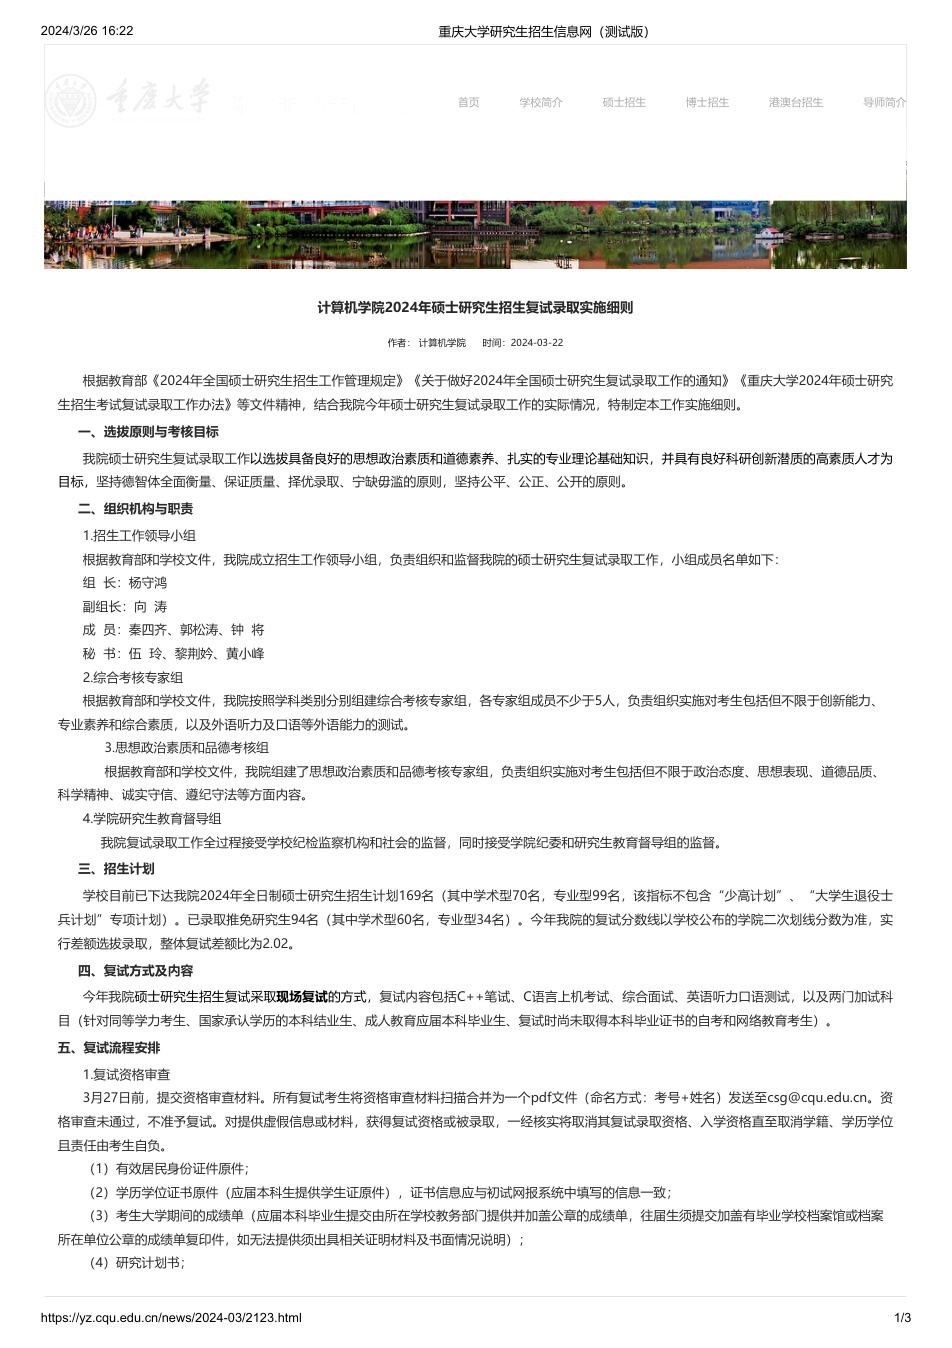 2024/3/26 16:22
重庆大学研究生招生信息网（测试版）
重庆大学
首页 学校简介 硕士招生 博士招生 港澳台招生 导师简介
计算机学院2024年硕士研究生招生复试录取实施细则
作者： 计算机学院 时间：2024-03-22
根据教育部《2024年全国硕士研究生招生工作管理规定》《关于做好2024年全国硕士研究生复试录取工作的通知》《重庆大学2024年硕士研究
生招生考试复试录取工作办法》等文件精神，结合我院今年硕士研究生复试录取工作的实际情况，特制定本工作实施细则。
一、选拔原则与考核目标
我院硕士研究生复试录取工作以选拔具备良好的思想政治素质和道德素养、扎实的专业理论基础知识，并具有良好科研创新潜质的高素质人才为
目标，坚持德智体全面衡量、保证质量、择优录取、宁缺毋滥的原则，坚持公平、公正、公开的原则。
二、组织机构与职责
1.招生工作领导小组
根据教育部和学校文件，我院成立招生工作领导小组，负责组织和监督我院的硕士研究生复试录取工作，小组成员名单如下：
组 长：杨守鸿
副组长：向 涛
成 员：秦四齐、郭松涛、钟 将
秘 书：伍 玲、黎荆妗、黄小峰
2.综合考核专家组
根据教育部和学校文件，我院按照学科类别分别组建综合考核专家组，各专家组成员不少于5人，负责组织实施对考生包括但不限于创新能力、
专业素养和综合素质，以及外语听力及口语等外语能力的测试。
3.思想政治素质和品德考核组
根据教育部和学校文件，我院组建了思想政治素质和品德考核专家组，负责组织实施对考生包括但不限于政治态度、思想表现、道德品质、
科学精神、诚实守信、遵纪守法等方面内容。
4.学院研究生教育督导组
我院复试录取工作全过程接受学校纪检监察机构和社会的监督，同时接受学院纪委和研究生教育督导组的监督。
三、招生计划
学校目前已下达我院2024年全日制硕士研究生招生计划169名（其中学术型70名，专业型99名，该指标不包含“少高计划”、“大学生退役士
兵计划”专项计划）。已录取推免研究生94名（其中学术型60名，专业型34名）。今年我院的复试分数线以学校公布的学院二次划线分数为准，实
行差额选拔录取，整体复试差额比为2.02。
四、复试方式及内容
今年我院硕士研究生招生复试采取现场复试的方式，复试内容包括C++笔试、C语言上机考试、综合面试、英语听力口语测试，以及两门加试科
目（针对同等学力考生、国家承认学历的本科结业生、成人教育应届本科毕业生、复试时尚未取得本科毕业证书的自考和网络教育考生）。
五、复试流程安排
1.复试资格审查
3月27日前，提交资格审查材料。所有复试考生将资格审查材料扫描合并为一个pdf文件（命名方式：考号+姓名）发送至csg@cqu.edu.cn。资
格审查未通过，不准予复试。对提供虚假信息或材料，获得复试资格或被录取，一经核实将取消其复试录取资格、入学资格直至取消学籍、学历学位
且责任由考生自负。
（1）有效居民身份证件原件；
（2）学历学位证书原件（应届本科生提供学生证原件），证书信息应与初试网报系统中填写的信息一致；
（3）考生大学期间的成绩单（应届本科毕业生提交由所在学校教务部门提供并加盖公章的成绩单，往届生须提交加盖有毕业学校档案馆或档案
所在单位公章的成绩单复印件，如无法提供须出具相关证明材料及书面情况说明）；
（4）研究计划书；
https://yz.cqu.edu.cn/news/2024-03/2123.html
1/3